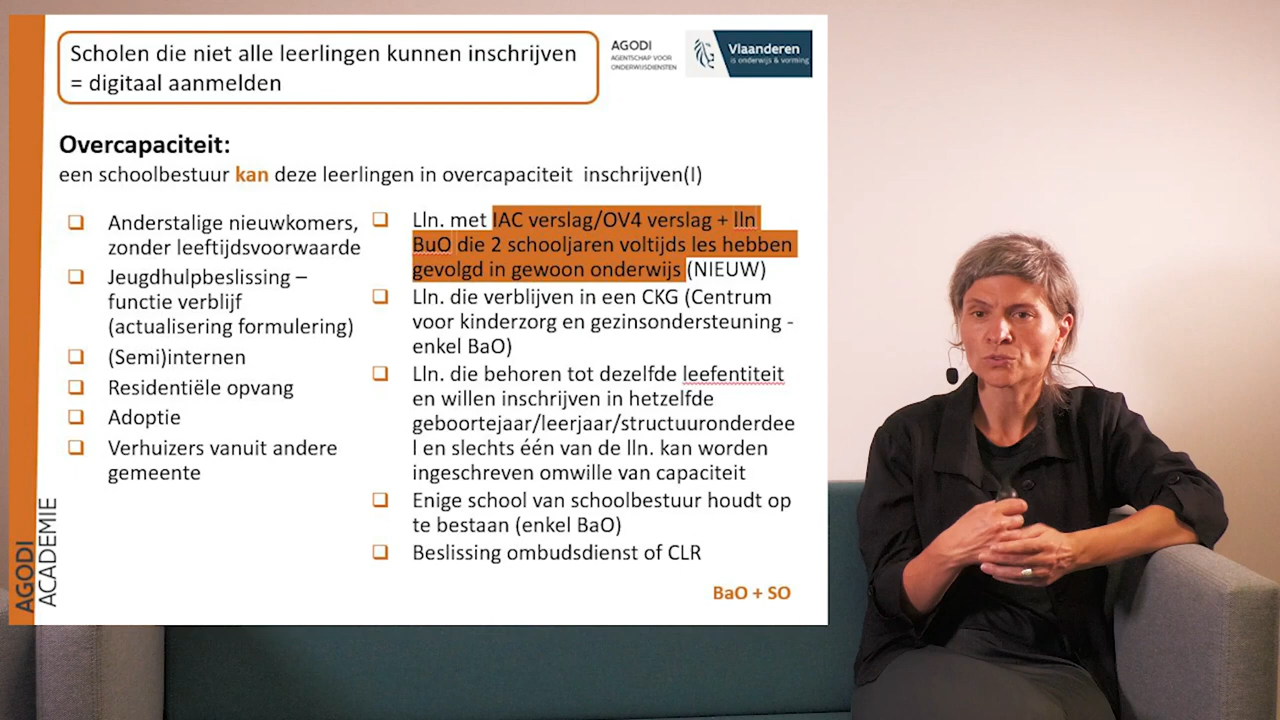 Scholen die niet alle leerlingen kunnen inschrijven
= digitaal aanmelden
AGODI
AGENTSCHAP VOOR
ONDERWIJSDIENSTEN
Vlaanderen
is onderwijs & vorming
Overcapaciteit:
een schoolbestuur kan deze leerlingen in overcapaciteit inschrijven(I)
Anderstalige nieuwkomers,
zonder leeftijdsvoorwaarde
Jeugdhulpbeslissing –
functie verblijf
(actualisering formulering)
(Semi)internen
Residentiële opvang
Adoptie
Verhuizers vanuit andere
gemeente
Lln. met IAC verslag/OV4 verslag + lln
BuO die 2 schooljaren voltijds les hebben
gevolgd in gewoon onderwijs (NIEUW)
Lln. die verblijven in een CKG (Centrum
voor kinderzorg en gezinsondersteuning -
enkel BaO)
Lln. die behoren tot dezelfde leefentiteit
en willen inschrijven in hetzelfde
geboortejaar/leerjaar/structuuronderdee
l en slechts één van de lln. kan worden
ingeschreven omwille van capaciteit
Enige school van schoolbestuur houdt op
te bestaan (enkel BaO)
Beslissing ombudsdienst of CLR
BaO + SO
AGODI
ACADEMIE